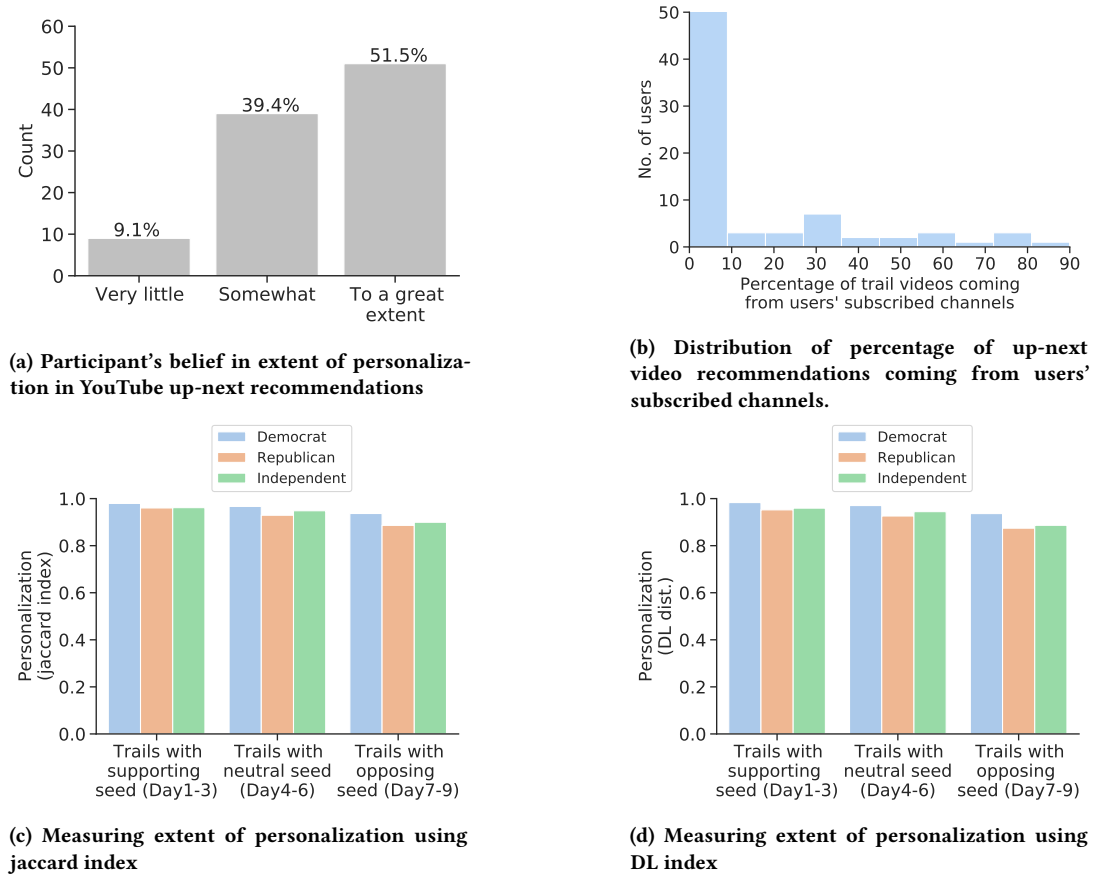 60
50
40
30
20
10
0
Count
9.1%
39.4%
51.5%
Very little
Somewhat
To a great
extent
(a) Participant's belief in extent of personaliza-
tion in YouTube up-next recommendations
50
40
30
20
10
0
No. of users
0 10 20 30 40 50 60 70 80 90
Percentage of trail videos coming
from users' subscribed channels
(b) Distribution of percentage of up-next
video recommendations coming from users'
subscribed channels.
Democrat
Republican
Independent
1.0
0.8
0.6
0.4
0.2
0.0
Personalization
(jaccard index)
Trails with
supporting
seed (Day1-3)
Trails with
neutral seed
(Day4-6)
Trails with
opposing
seed (Day7-9)
(c) Measuring extent of personalization using
jaccard index
Democrat
Republican
Independent
1.0
0.8
0.6
0.4
0.2
0.0
Personalization
(DL dist.)
Trails with
supporting
seed (Day1-3)
Trails with
neutral seed
(Day4-6)
Trails with
opposing
seed (Day7-9)
(d) Measuring extent of personalization using
DL index